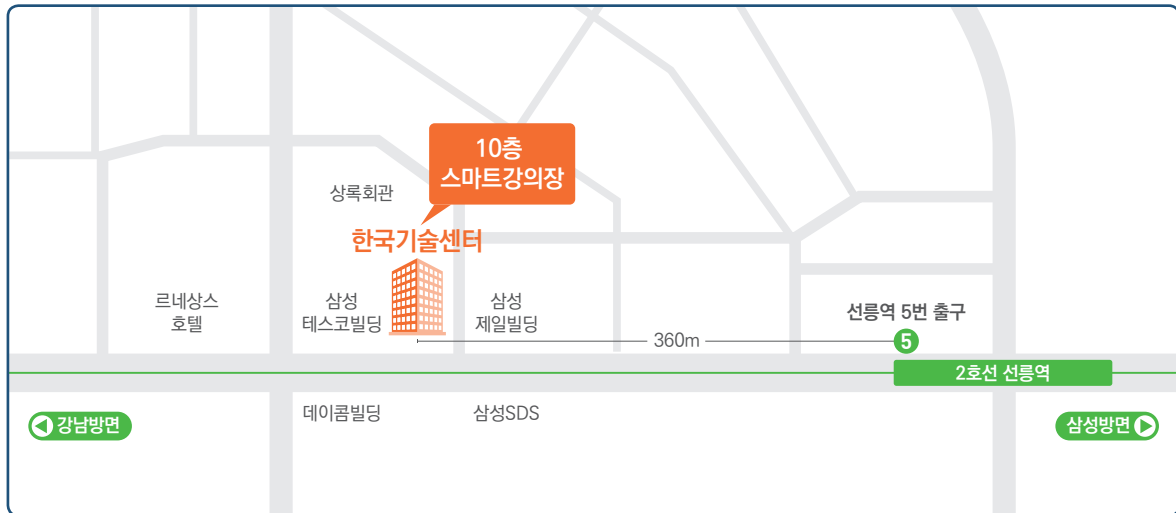 10층
스마트강의장
상록회관
한국기술센터
르네상스
호텔
삼성
테스코빌딩
삼성
제일빌딩
선릉역 5번 출구
360m
5
2호선 선릉역
강남방면
데이콤빌딩
삼성SDS
삼성방면